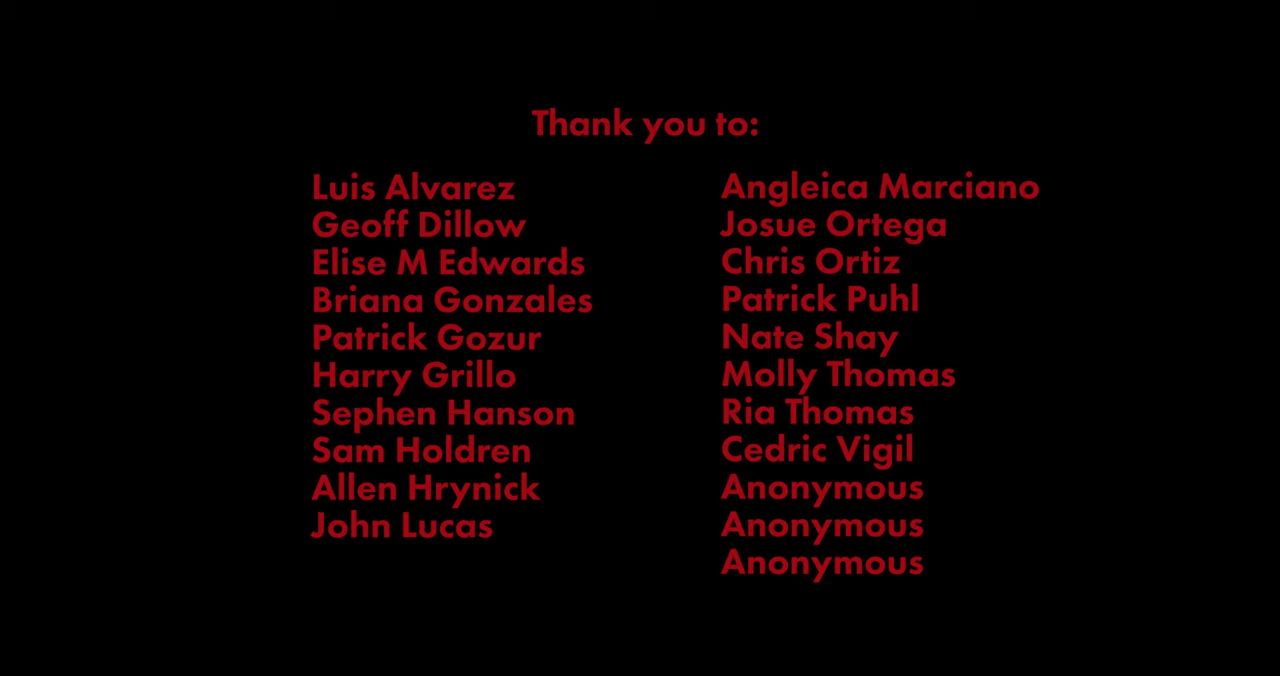 Thank you to:
Luis Alvarez
Geoff Dillow
Elise M Edwards
Briana Gonzales
Patrick Gozur
Harry Grillo
Sephen Hanson
Sam Holdren
Allen Hrynick
John Lucas
Angleica Marciano
Josue Ortega
Chris Ortiz
Patrick Puhl
Nate Shay
Molly Thomas
Ria Thomas
Cedric Vigil
Anonymous
Anonymous
Anonymous